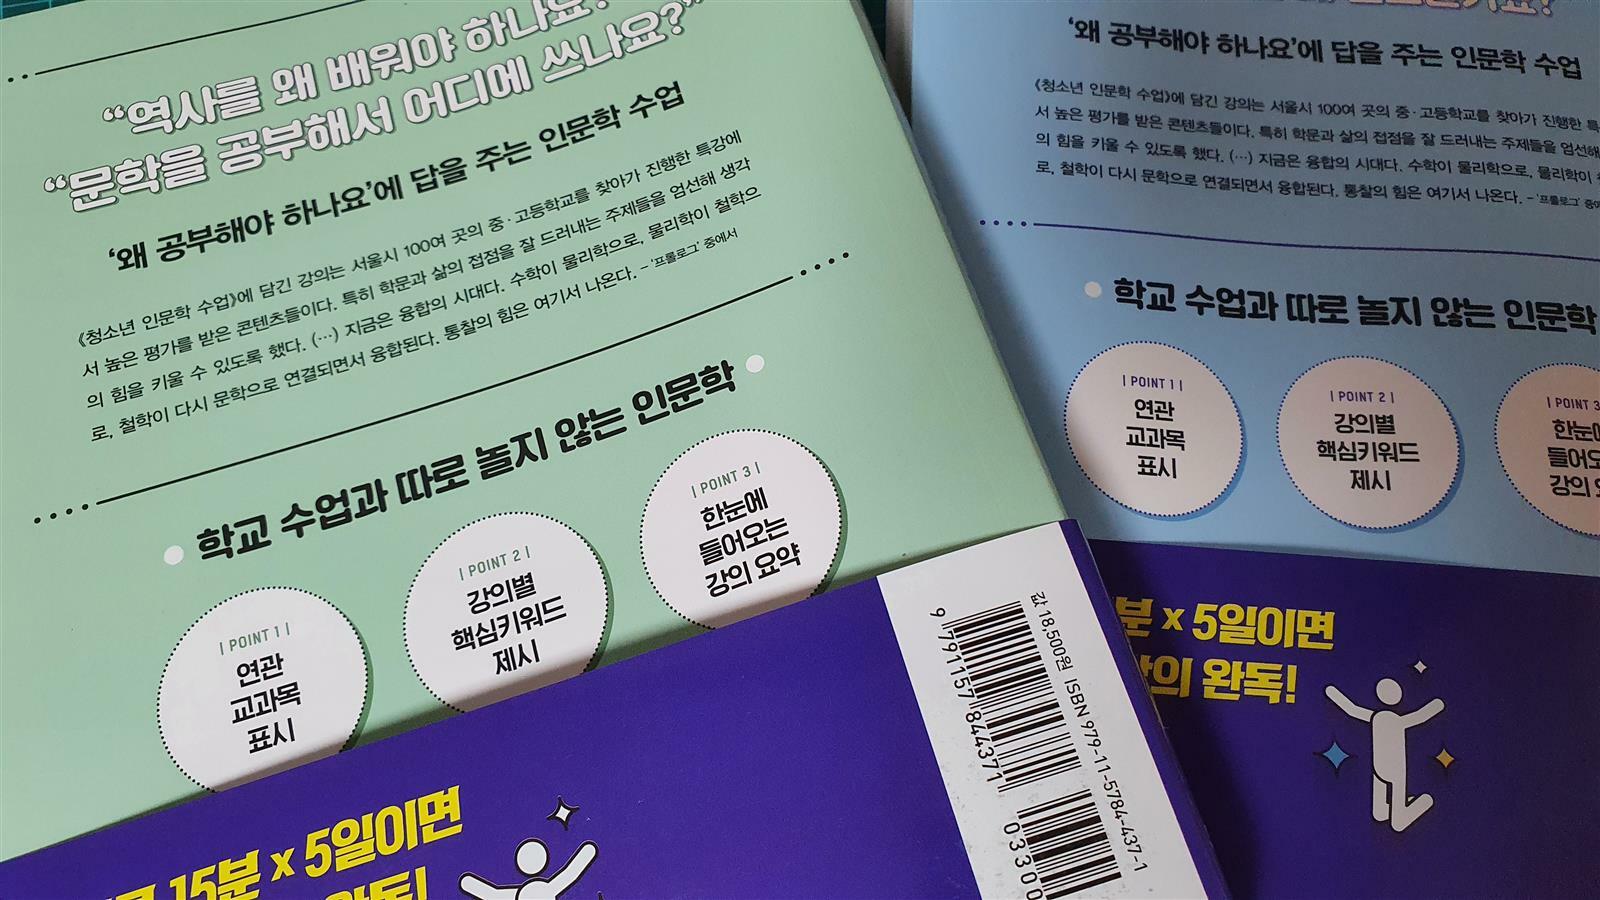 “역사를 왜 배워야 하나요?”
“문학을 공부해서 어디에 쓰나요?”
‘왜 공부해야 하나요’에 답을 주는 인문학 수업
《청소년 인문학 수업》에 담긴 강의는 서울시 100여 곳의 중·고등학교를 찾아가 진행한 특강에
서 높은 평가를 받은 콘텐츠들이다. 특히 학문과 삶의 접점을 잘 드러내는 주제들을 엄선해 생각
의 힘을 키울 수 있도록 했다. (…) 지금은 융합의 시대다. 수학이 물리학으로, 물리학이 철학으
로, 철학이 다시 문학으로 연결되면서 융합된다. 통찰의 힘은 여기서 나온다. – ‘프롤로그’ 중에서
학교 수업과 따로 놀지 않는 인문학
| POINT 1 |
연관
교과목
표시
| POINT 2 |
강의별
핵심키워드
제시
| POINT 3 |
한눈에
들어오는
강의 요약
15분 x 5일이면
완독!
값 18,500원 ISBN 979-11-5784-437-1
9 791157 844371
03300
‘왜 공부해야 하나요’에 답을 주는 인문학 수업
《청소년 인문학 수업》에 담긴 강의는 서울시 100여 곳의 중·고등학교를 찾아가 진행한
서 높은 평가를 받은 콘텐츠들이다. 특히 학문과 삶의 접점을 잘 드러내는 주제들을 엄선해
의 힘을 키울 수 있도록 했다. (…) 지금은 융합의 시대다. 수학이 물리학으로, 물리학이
로, 철학이 다시 문학으로 연결되면서 융합된다. 통찰의 힘은 여기서 나온다. – ‘프롤로그’
학교 수업과 따로 놀지 않는 인문학
| POINT 1 |
연관
교과목
표시
| POINT 2 |
강의별
핵심키워드
제시
| POINT 3
한눈에
들어오
강의
분 x 5일이면
완독!